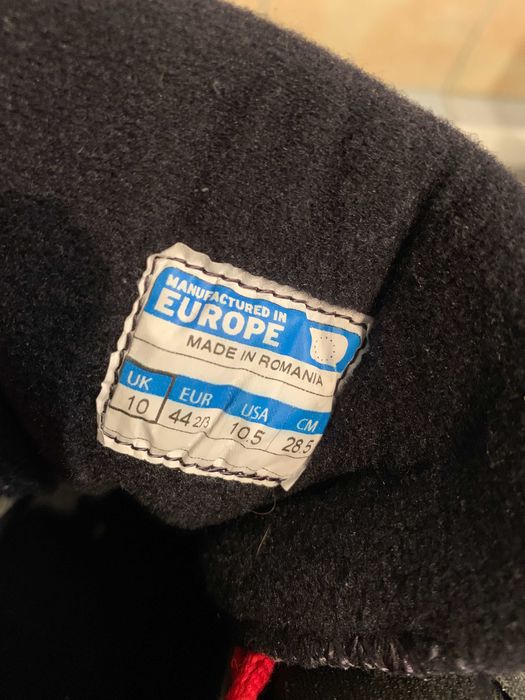 MANUFACTURED IN
EUROPE
MADE IN ROMANIA
UK EUR USA CM
10 44 2/3 10.5 28.5